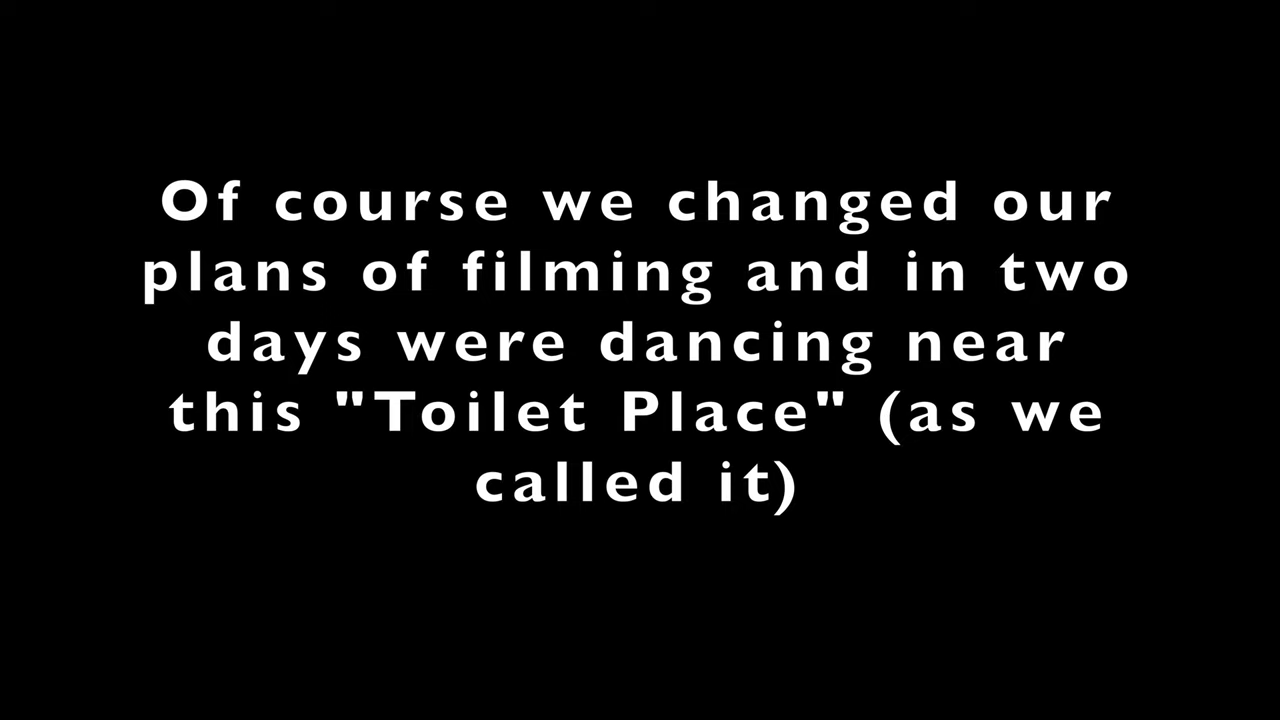 Of course we changed our
plans of filming and in two
days were dancing near
this "Toilet Place" (as we
called it)